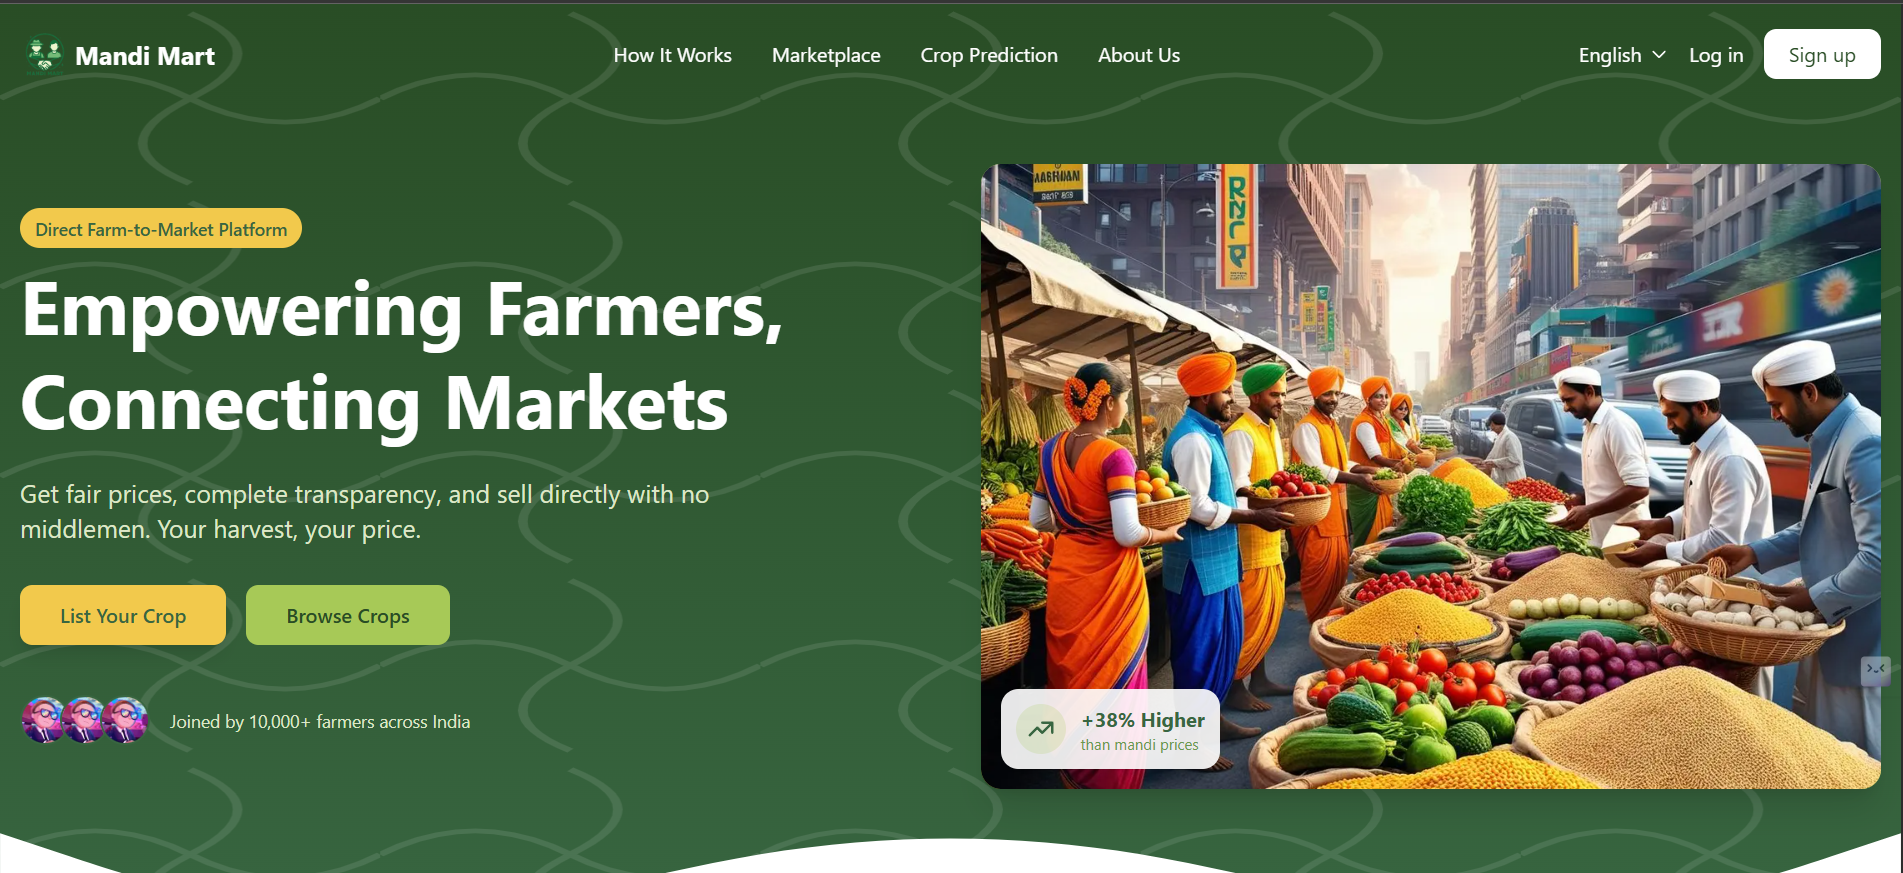 Mandi Mart
How It Works
Marketplace
Crop Prediction
About Us
English
Log in
Sign up
Direct Farm-to-Market Platform
Empowering Farmers,
Connecting Markets
Get fair prices, complete transparency, and sell directly with no
middlemen. Your harvest, your price.
List Your Crop
Browse Crops
Joined by 10,000+ farmers across India
+38% Higher
than mandi prices